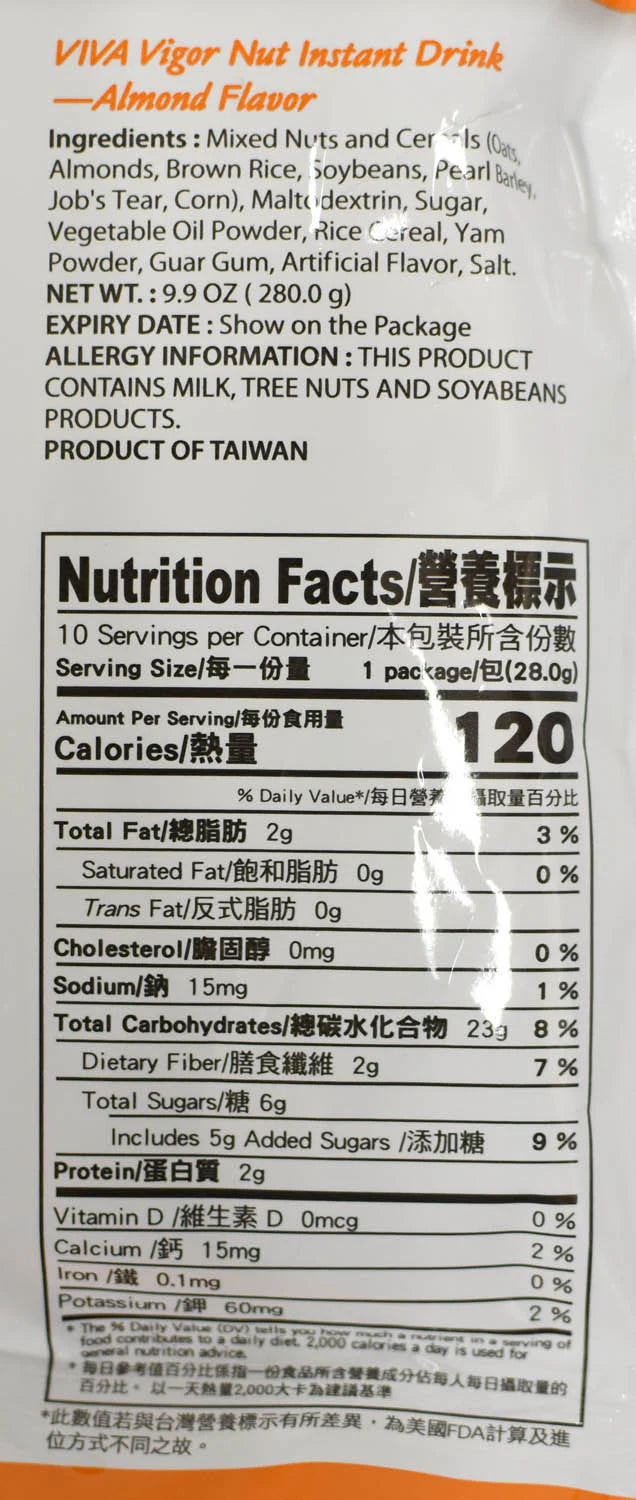 VIVA Vigor Nut Instant Drink
—Almond Flavor
Ingredients : Mixed Nuts and Cereals (Oats,
Almonds, Brown Rice, Soybeans, Pearl Barley,
Job's Tear, Corn), Maltodextrin, Sugar,
Vegetable Oil Powder, Rice Cereal, Yam
Powder, Guar Gum, Artificial Flavor, Salt.
NET WT. : 9.9 OZ ( 280.0 g)
EXPIRY DATE : Show on the Package
ALLERGY INFORMATION : THIS PRODUCT
CONTAINS MILK, TREE NUTS AND SOYABEANS
PRODUCTS.
PRODUCT OF TAIWAN
Nutrition Facts/營養標示
10 Servings per Container/本包裝所含份數
Serving Size/每一份量 1 package/包(28.0g)
Amount Per Serving/每份食用量
Calories/熱量 120
% Daily Value*/每日營養 攝取量百分比
Total Fat/總脂肪 2g 3 %
Saturated Fat/飽和脂肪 0g 0 %
Trans Fat/反式脂肪 0g
Cholesterol/膽固醇 0mg 0 %
Sodium/鈉 15mg 1 %
Total Carbohydrates/總碳水化合物 23g 8 %
Dietary Fiber/膳食纖維 2g 7 %
Total Sugars/糖 6g
Includes 5g Added Sugars /添加糖 9 %
Protein/蛋白質 2g
Vitamin D /維生素 D 0mcg 0 %
Calcium /鈣 15mg 2 %
Iron /鐵 0.1mg 0 %
Potassium /鉀 60mg 2 %
* The % Daily Value (DV) tells you how much a nutrient in a serving of
food contributes to a daily diet. 2,000 calories a day is used for
general nutrition advice.
* 每日參考值百分比係指一份食品所含營養成分佔每人每日攝取量的
百分比。以一天熱量2,000大卡為建議基準
*此數值若與台灣營養標示有所差異，為美國FDA計算及進
位方式不同之故。